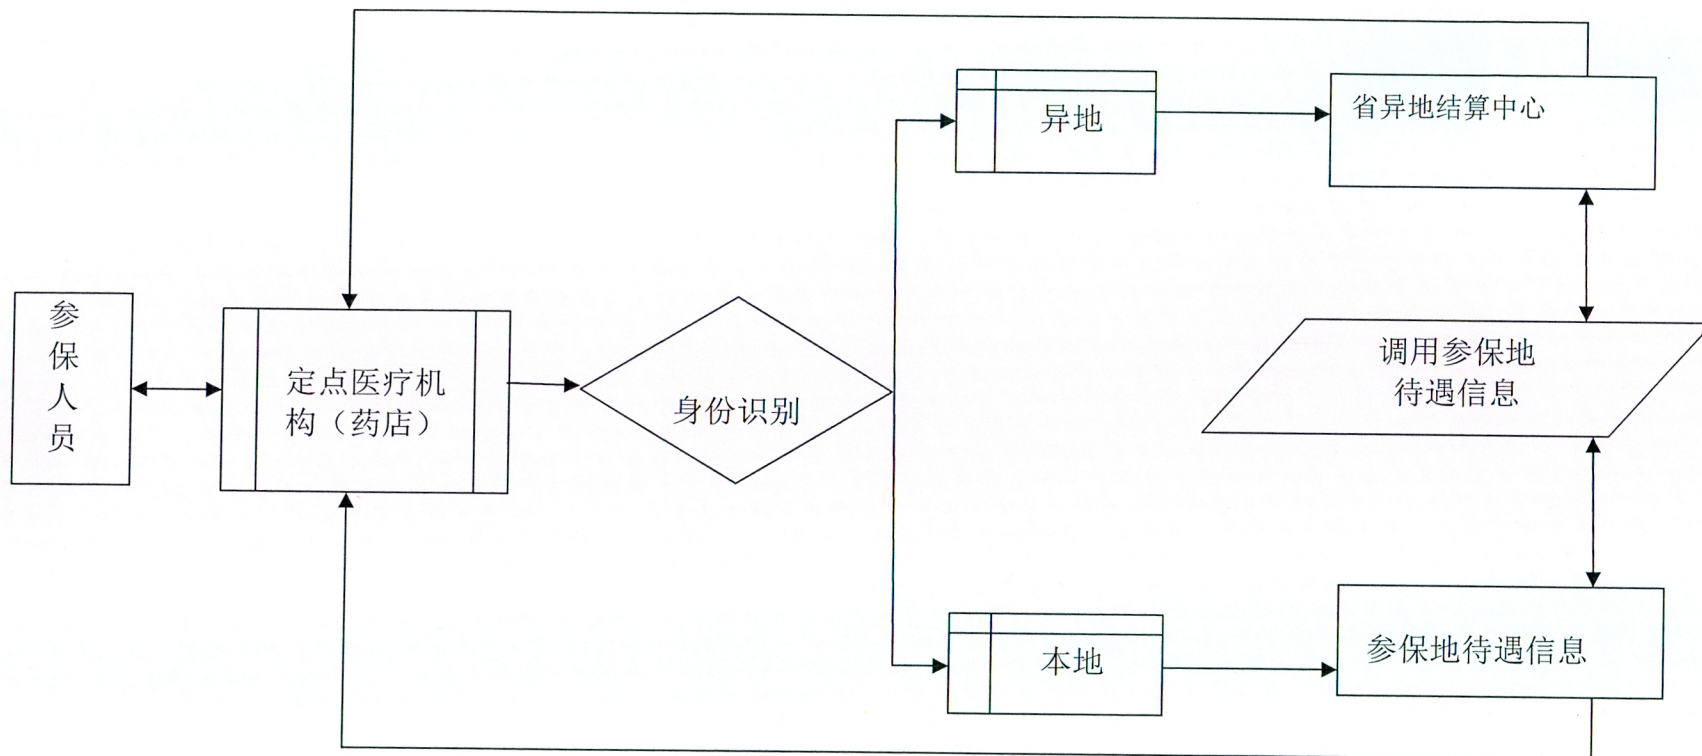 异地
省异地结算中心
参
保
人
员
定点医疗机
构（药店）
身份识别
调用参保地
待遇信息
本地
参保地待遇信息